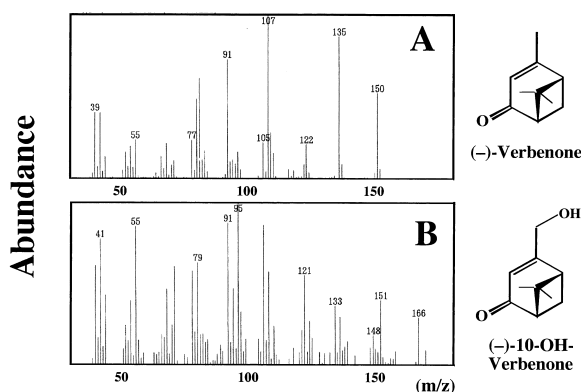 Abundance
A
107
135
91
150
39
55
77
105
122
50
100
150
O
(–)-Verbenone
B
95
55
91
41
79
121
133
151
148
166
50
100
150
(m/z)
OH
O
(–)-10-OH-
Verbenone